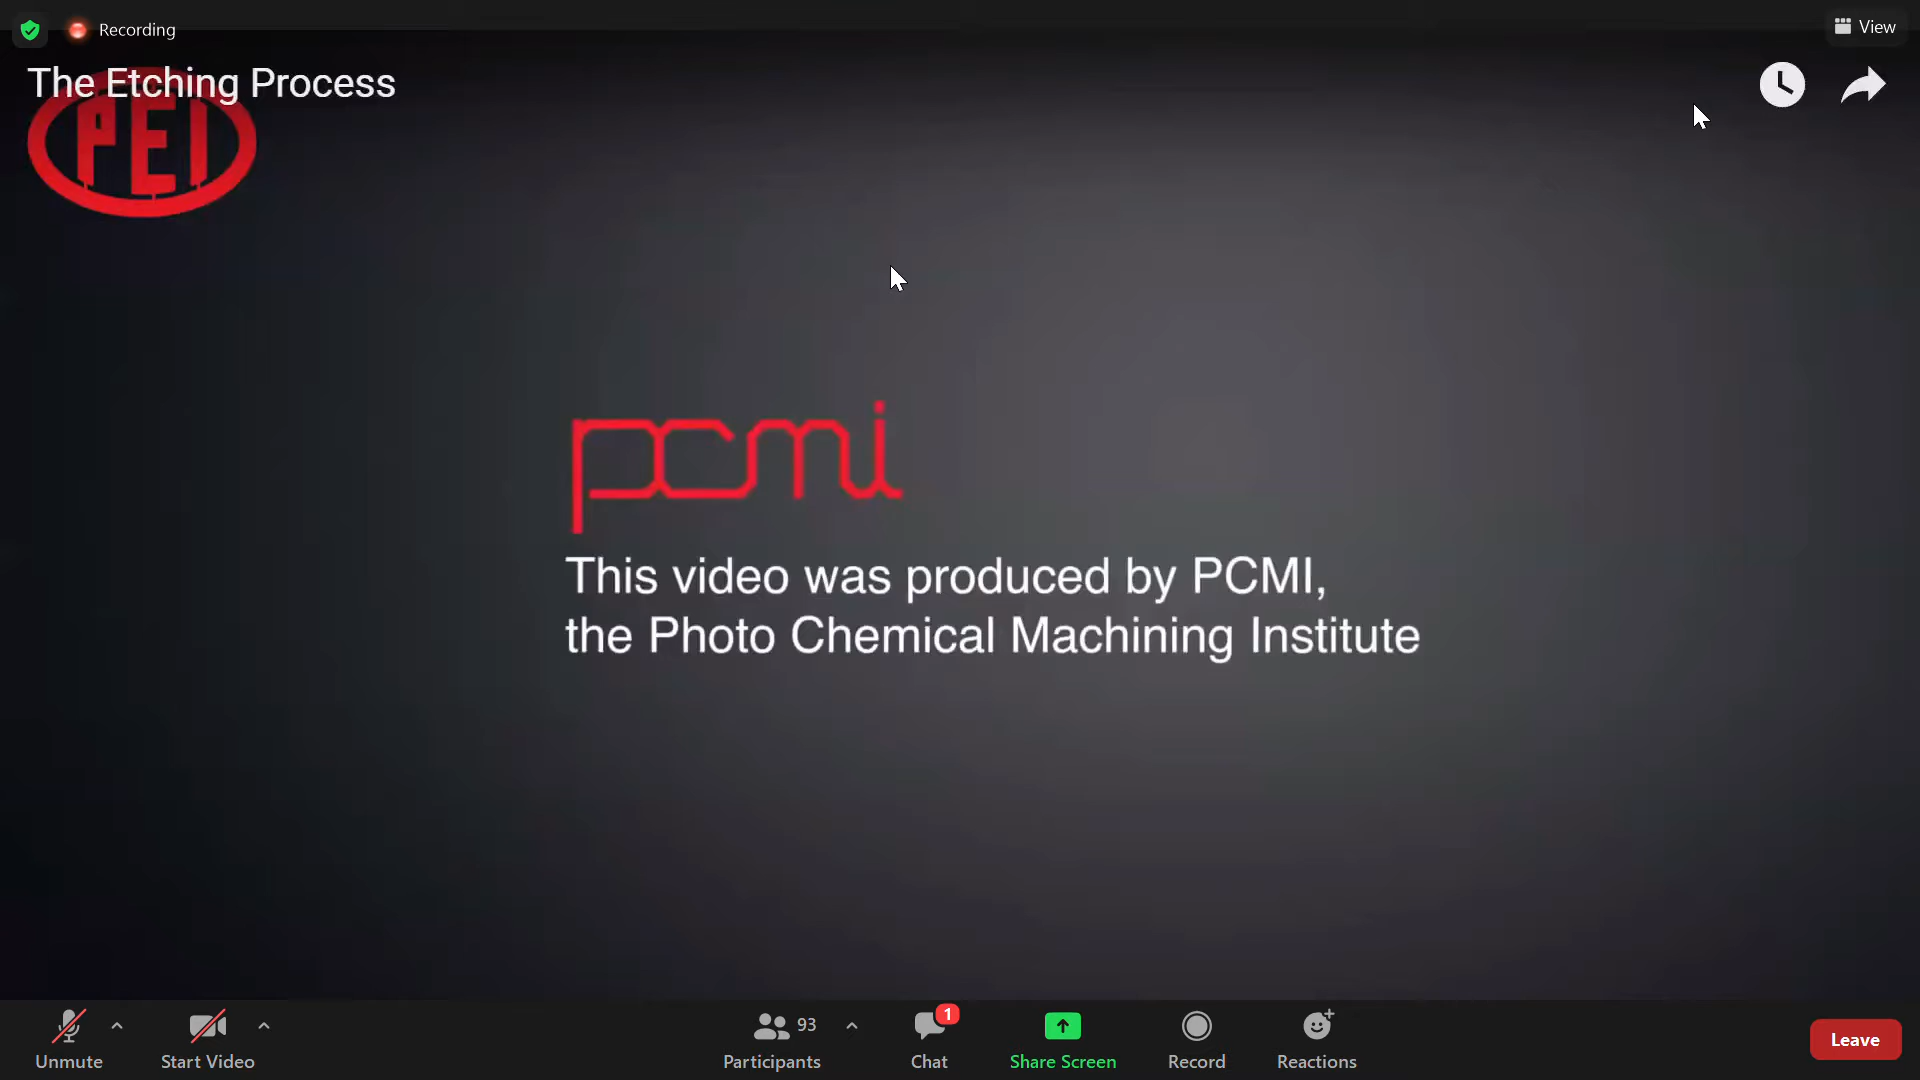 Recording
View
The Etching Process
PEI
pcmi
This video was produced by PCMI,
the Photo Chemical Machining Institute
Unmute
Start Video
93
Participants
1
Chat
Share Screen
Record
Reactions
Leave